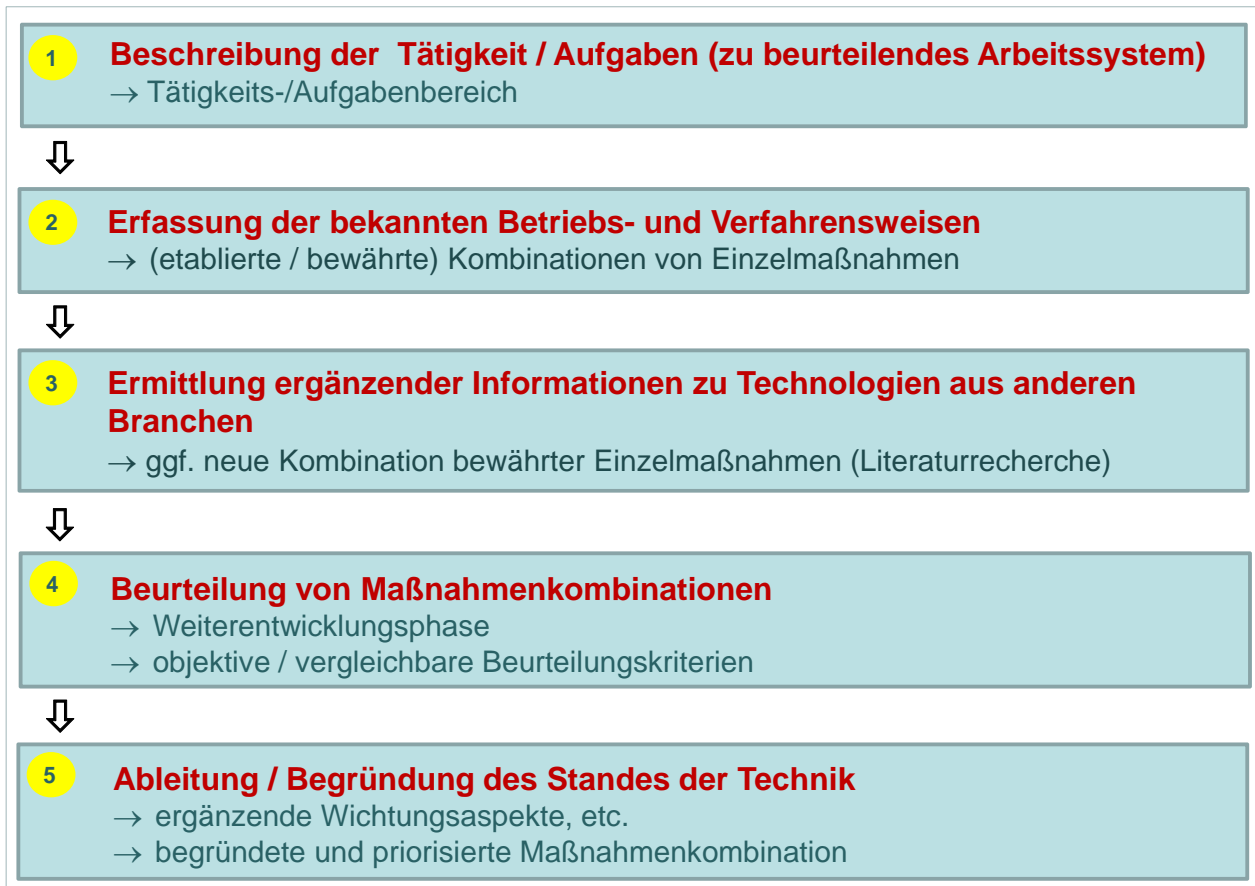 1 Beschreibung der Tätigkeit / Aufgaben (zu beurteilendes Arbeitssystem)
→ Tätigkeits-/Aufgabenbereich
2 Erfassung der bekannten Betriebs- und Verfahrensweisen
→ (etablierte / bewährte) Kombinationen von Einzelmaßnahmen
3 Ermittlung ergänzender Informationen zu Technologien aus anderen
Branchen
→ ggf. neue Kombination bewährter Einzelmaßnahmen (Literaturrecherche)
4 Beurteilung von Maßnahmenkombinationen
→ Weiterentwicklungsphase
→ objektive / vergleichbare Beurteilungskriterien
5 Ableitung / Begründung des Standes der Technik
→ ergänzende Wichtungsaspekte, etc.
→ begründete und priorisierte Maßnahmenkombination